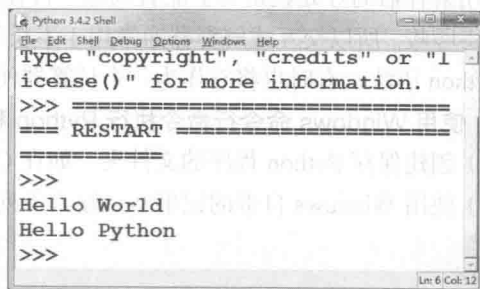 Python 3.4.2 Shell
File Edit Shell Debug Options Windows Help
Type "copyright", "credits" or "l
icense()" for more information.
>>> ================================
=== RESTART ========================
============
>>>
Hello World
Hello Python
>>>
Ln: 6 Col: 12